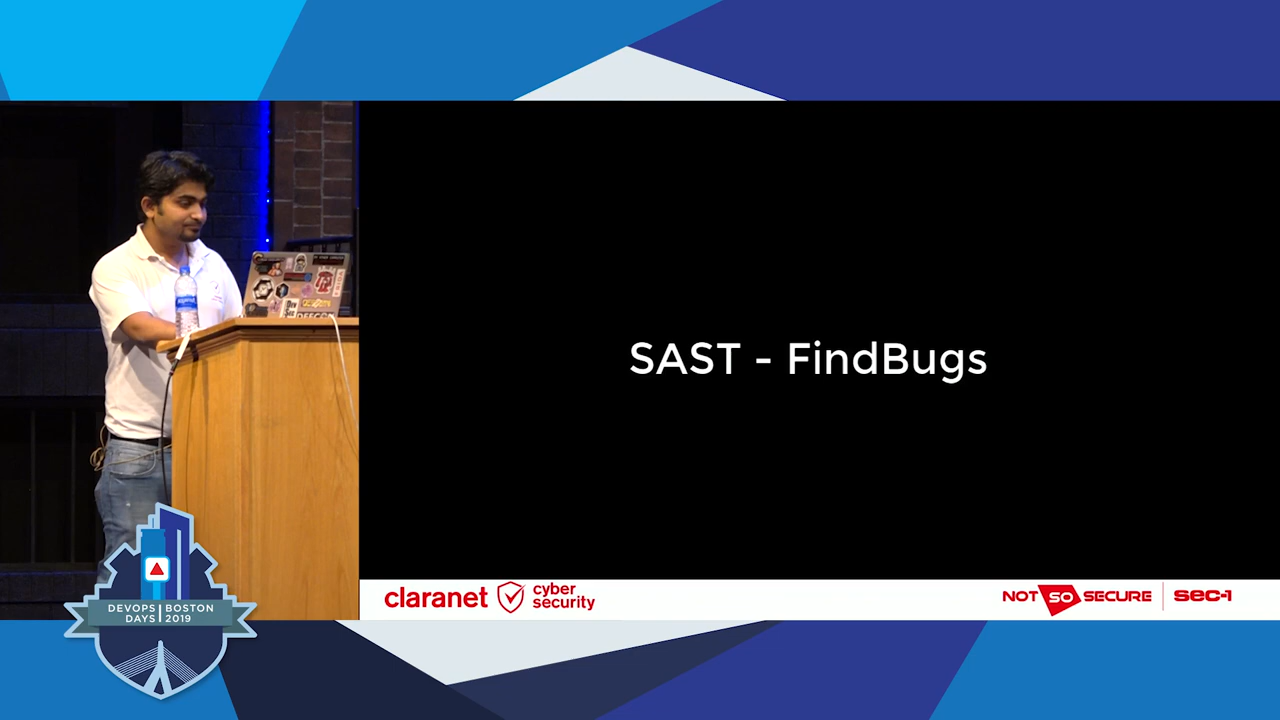 SAST - FindBugs
claranet
cyber
security
NOT SO SECURE
sec-1
DEVOPS BOSTON
DAYS 2019